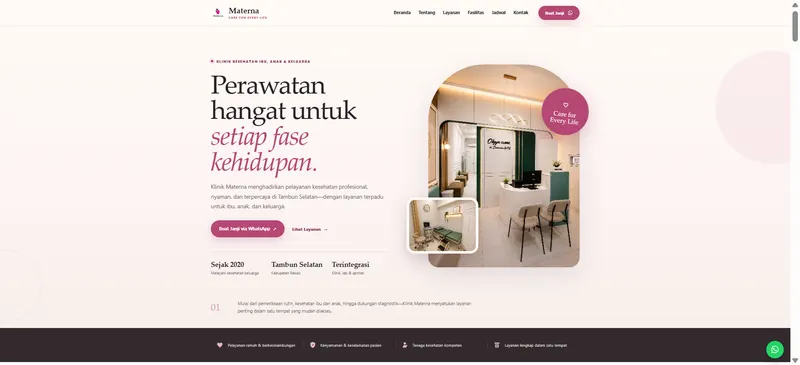 Materna
CARE FOR EVERY LIFE
Beranda Tentang Layanan Fasilitas Jadwal Kontak
Buat Janji
KLINIK KESEHATAN IBU, ANAK & KELUARGA
Perawatan
hangat untuk
setiap fase
kehidupan.
Klinik Materna menghadirkan pelayanan kesehatan profesional,
nyaman, dan terpercaya di Tambun Selatan—dengan layanan terpadu
untuk ibu, anak, dan keluarga.
Buat Janji via WhatsApp ↗
Lihat Layanan →
Care for
Every Life
Sejak 2020
Melayani kesehatan keluarga
Tambun Selatan
Kabupaten Bekasi
Terintegrasi
Klinik, lab & apotek
01
Mulai dari pemeriksaan rutin, kesehatan ibu dan anak, hingga dukungan diagnostik—Klinik Materna menyatukan layanan
penting dalam satu tempat yang mudah diakses.
Pelayanan ramah & berkesinambungan
Kenyamanan & keselamatan pasien
Tenaga kesehatan kompeten
Layanan lengkap dalam satu tempat